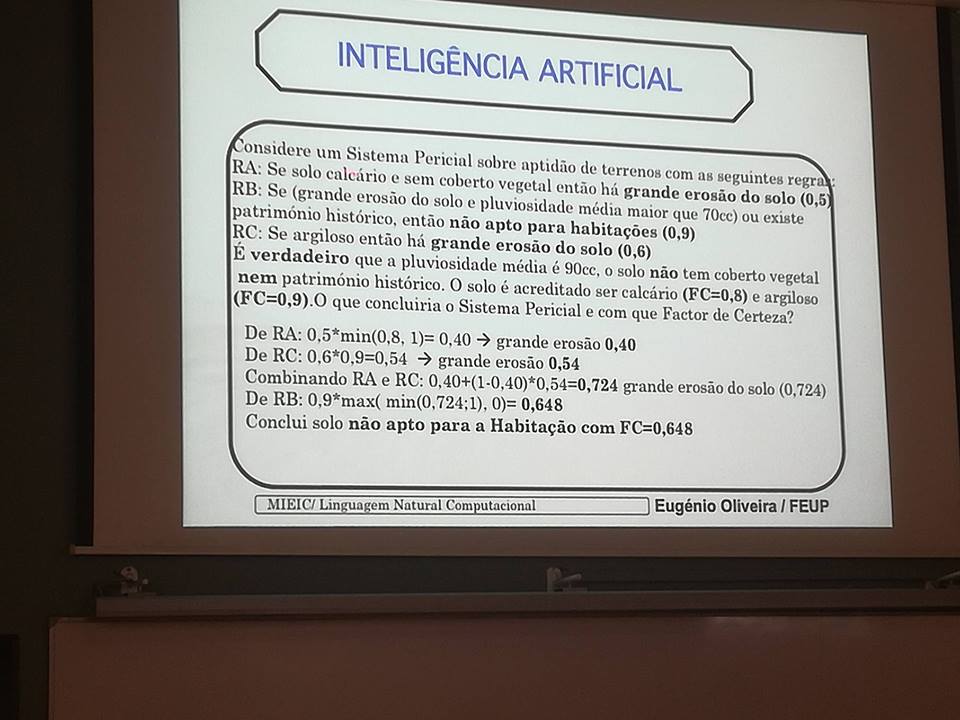 INTELIGÊNCIA ARTIFICIAL
Considere um Sistema Pericial sobre aptidão de terrenos com as seguintes regras:
RA: Se solo calcário e sem coberto vegetal então há grande erosão do solo (0,5)
RB: Se (grande erosão do solo e pluviosidade média maior que 70cc) ou existe
património histórico, então não apto para habitações (0,9)
RC: Se argiloso então há grande erosão do solo (0,6)
É verdadeiro que a pluviosidade média é 90cc, o solo não tem coberto vegetal
nem património histórico. O solo é acreditado ser calcário (FC=0,8) e argiloso
(FC=0,9).O que concluiria o Sistema Pericial e com que Factor de Certeza?
De RA: 0,5*min(0,8, 1)= 0,40 → grande erosão 0,40
De RC: 0,6*0,9=0,54 → grande erosão 0,54
Combinando RA e RC: 0,40+(1-0,40)*0,54=0,724 grande erosão do solo (0,724)
De RB: 0,9*max( min(0,724;1), 0)= 0,648
Conclui solo não apto para a Habitação com FC=0,648
MIEIC/ Linguagem Natural Computacional
Eugénio Oliveira / FEUP